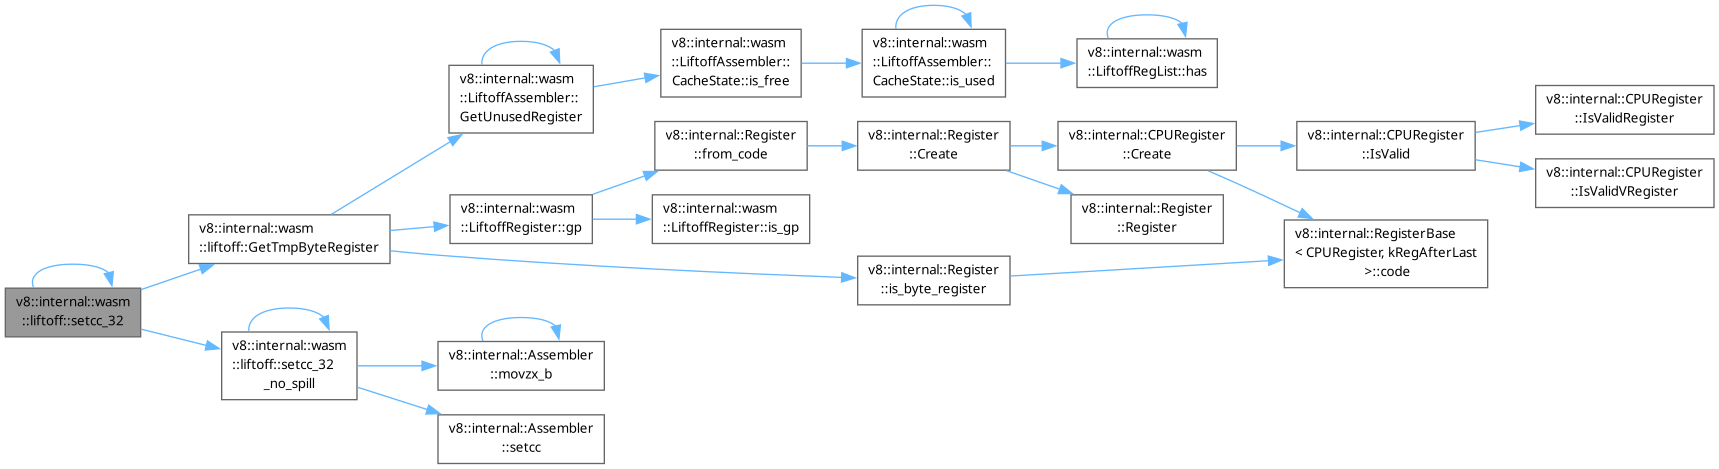 v8::internal::wasm
::liftoff::setcc_32
v8::internal::wasm
::liftoff::GetTmpByteRegister
v8::internal::wasm
::LiftoffAssembler::
GetUnusedRegister
v8::internal::wasm
::LiftoffAssembler::
CacheState::is_free
v8::internal::wasm
::LiftoffAssembler::
CacheState::is_used
v8::internal::wasm
::LiftoffRegList::has
v8::internal::wasm
::LiftoffRegister::gp
v8::internal::Register
::from_code
v8::internal::Register
::Create
v8::internal::CPURegister
::Create
v8::internal::CPURegister
::IsValid
v8::internal::CPURegister
::IsValidRegister
v8::internal::CPURegister
::IsValidVRegister
v8::internal::RegisterBase
< CPURegister, kRegAfterLast
>::code
v8::internal::Register
::Register
v8::internal::wasm
::LiftoffRegister::is_gp
v8::internal::Register
::is_byte_register
v8::internal::wasm
::liftoff::setcc_32
_no_spill
v8::internal::Assembler
::movzx_b
v8::internal::Assembler
::setcc